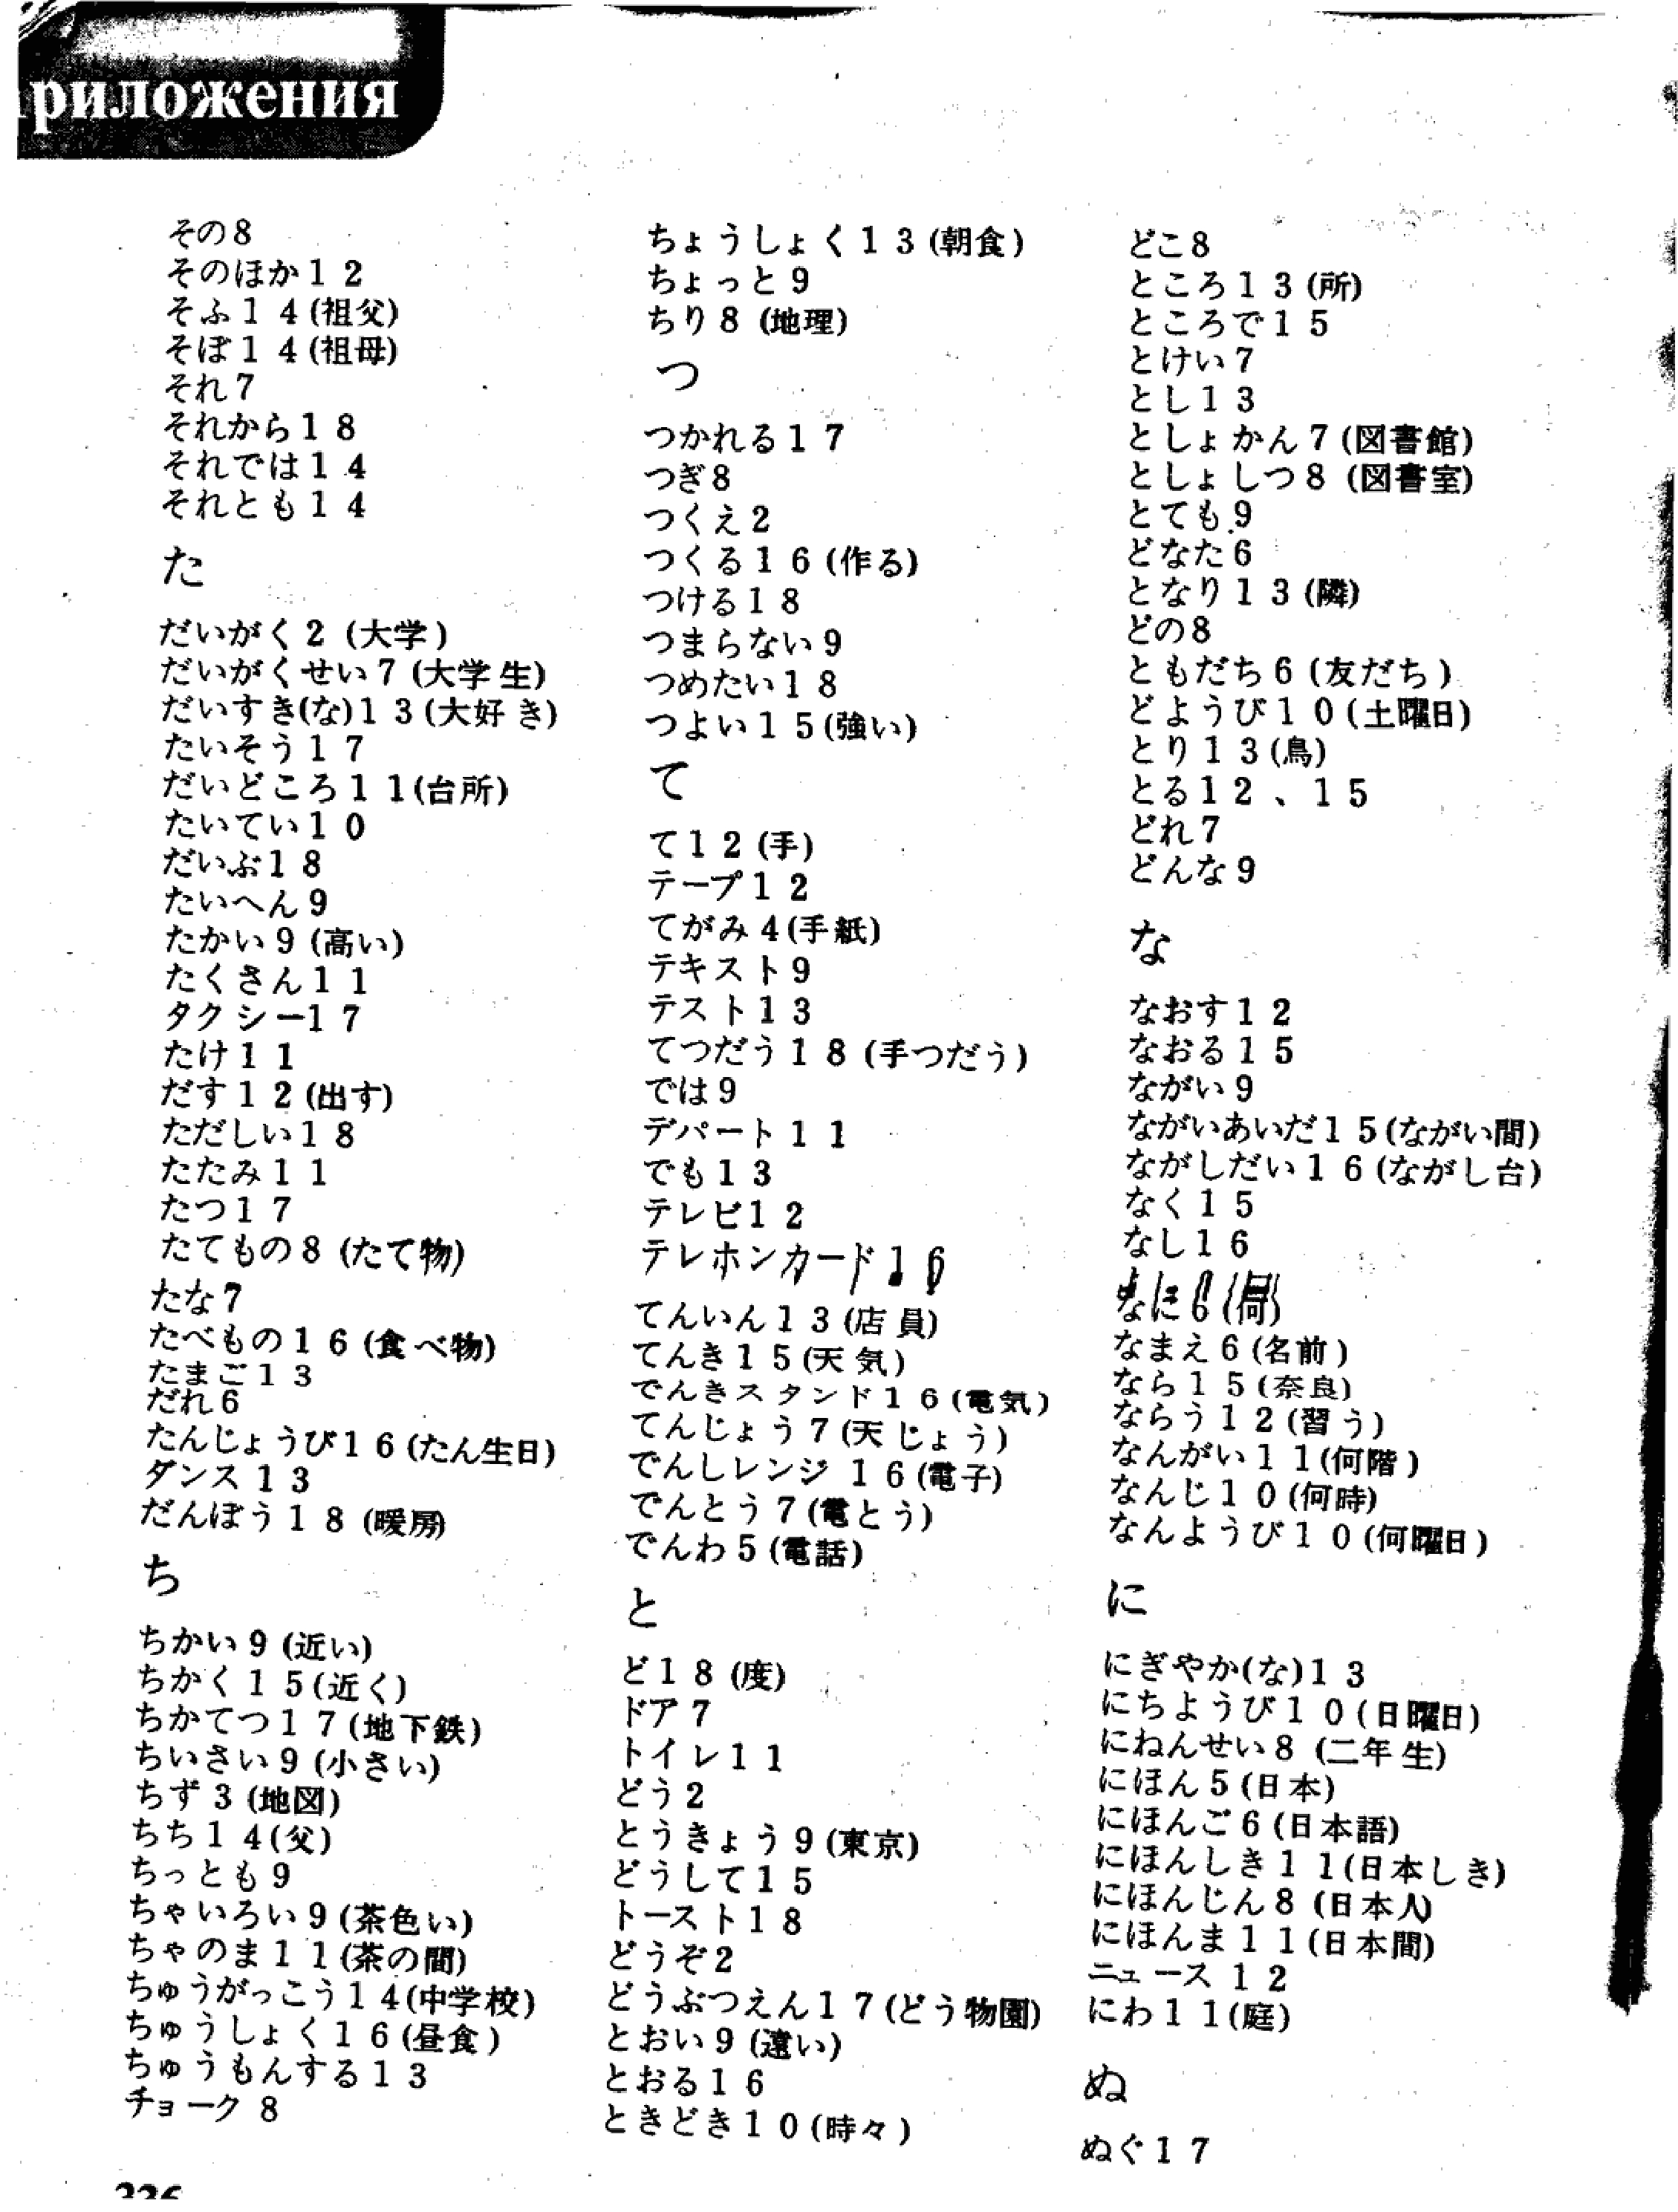 риложения
その8
そのほか12
そふ14(祖父)
そぼ14(祖母)
それ7
それから18
それでは14
それとも14
た
だいがく2 (大学)
だいがくせい7 (大学生)
だいすき(な)13 (大好き)
たいそう17
だいどころ11(台所)
たいてい10
だいぶ18
たいへん9
たかい9 (高い)
たくさん11
タクシー17
たけ11
だす12 (出す)
ただしい18
たたみ11
たつ17
たてもの8 (たて物)
たな7
たべもの16 (食べ物)
たまご13
だれ6
たんじょうび16 (たん生日)
ダンス13
だんぼう18 (暖房)
ち
ちかい9 (近い)
ちかく15 (近く)
ちかてつ17 (地下鉄)
ちいさい9 (小さい)
ちず3 (地図)
ちち14(父)
ちっとも9
ちゃいろい9 (茶色い)
ちゃのま11 (茶の間)
ちゅうがっこう14(中学校)
ちゅうしょく16 (昼食)
ちゅうもんする13
チョーク8
ちょうしょく13 (朝食)
ちょっと9
ちり8 (地理)
つ
つかれる17
つぎ8
つくえ2
つくる16 (作る)
つける18
つまらない9
つめたい18
つよい15(強い)
て
て12 (手)
テープ12
てがみ4(手紙)
テキスト9
テスト13
てつだう18 (手つだう)
では9
デパート11
でも13
テレビ12
テレホンカード16
てんいん13 (店員)
てんき15 (天気)
でんきスタンド16 (電気)
てんじょう7 (天じょう)
でんしレンジ16 (電子)
でんとう7 (電とう)
でんわ5 (電話)
と
ど18 (度)
ドア7
トイレ11
どう2
とうきょう9 (東京)
どうして15
トースト18
どうぞ2
どうぶつえん17 (どう物園)
とおい9 (遠い)
とおる16
ときどき10 (時々)
どこ8
ところ13 (所)
ところで15
とけい7
とし13
としょかん7 (図書館)
としょしつ8 (図書室)
とても9
どなた6
となり13 (隣)
どの8
ともだち6 (友だち)
どようび10 (土曜日)
とり13 (鳥)
とる12、15
どれ7
どんな9
な
なおす12
なおる15
ながい9
ながいあいだ15 (ながい間)
ながしだい16 (ながし台)
なく15
なし16
なに6 (何)
なまえ6 (名前)
なら15 (奈良)
ならう12 (習う)
なんがい11(何階)
なんじ10 (何時)
なんようび10 (何曜日)
に
にぎやか(な)13
にちようび10 (日曜日)
にねんせい8 (二年生)
にほん5 (日本)
にほんご6 (日本語)
にほんしき11(日本しき)
にほんじん8 (日本人)
にほんま11 (日本間)
ニュース12
にわ11(庭)
ぬ
ぬぐ17